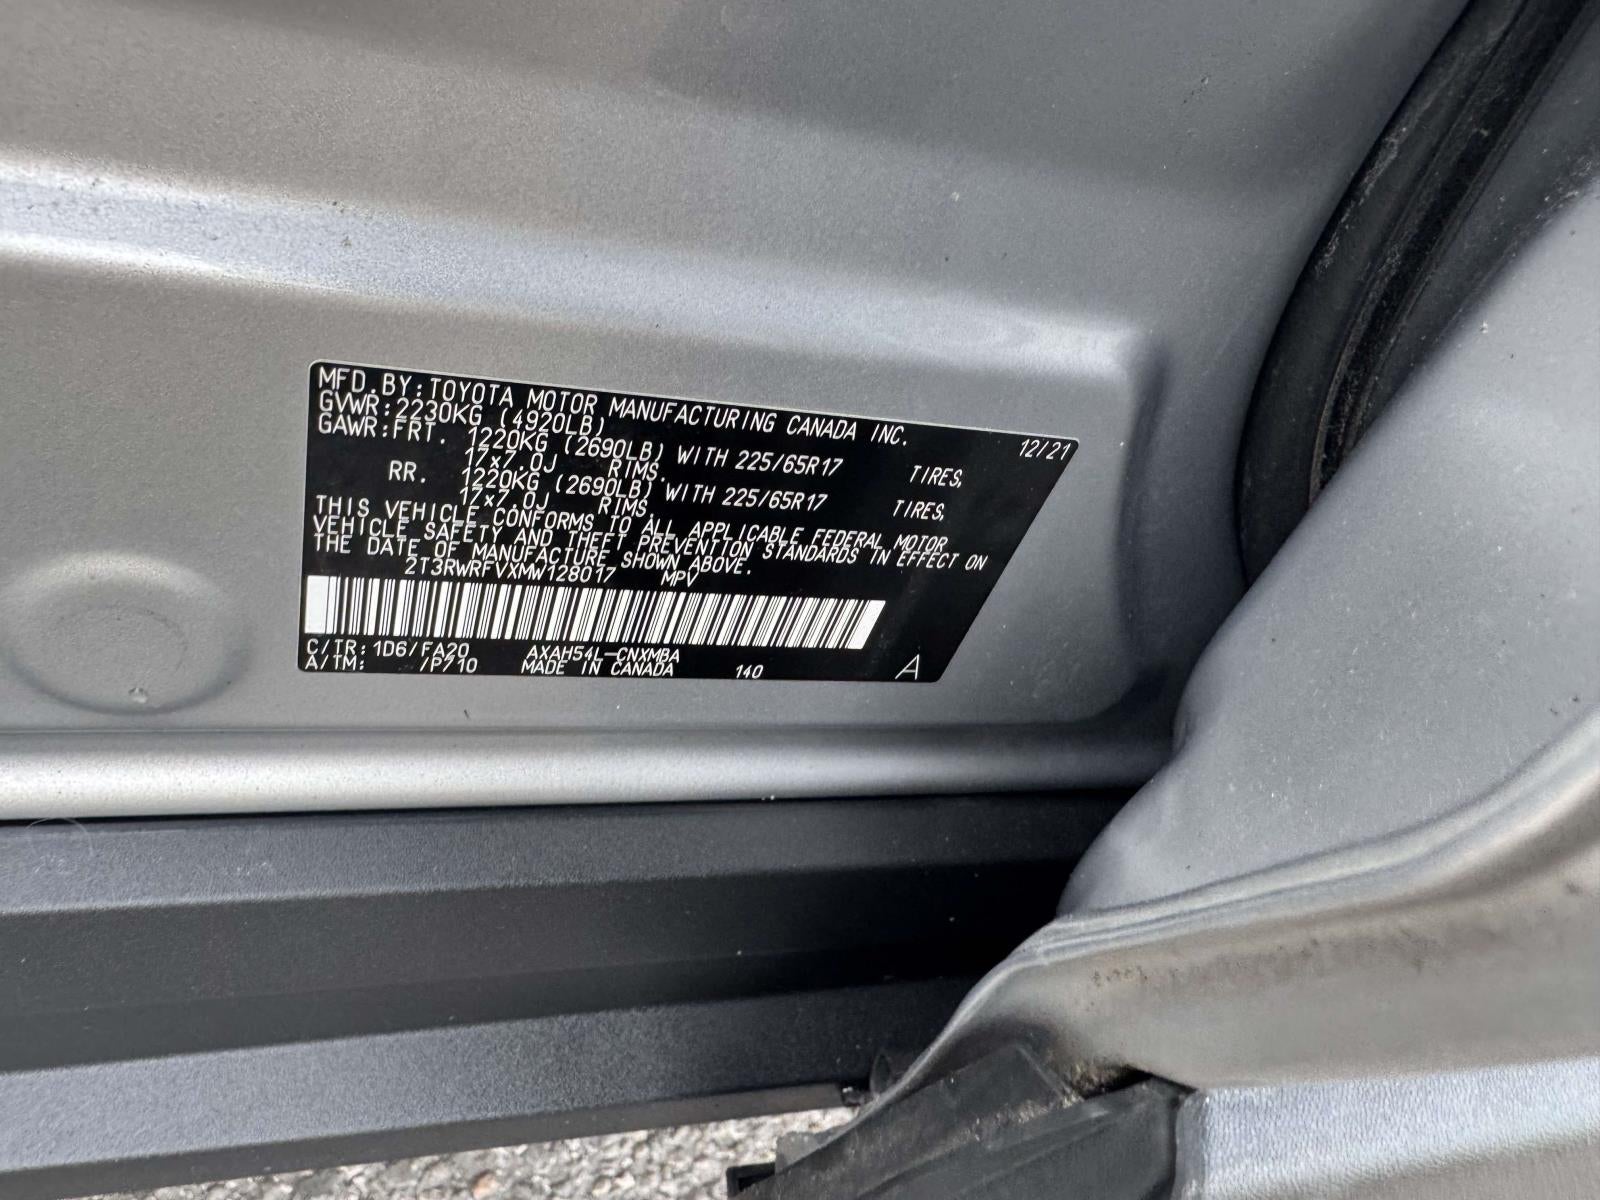 MFD.BY:TOYOTA MOTOR MANUFACTURING CANADA INC. 12/21
GVWR:2230KG (4920LB)
GAWR:FRT. 1220KG (2690LB) WITH 225/65R17 TIRES,
17x7.0J RIMS.
RR. 1220KG (2690LB) WITH 225/65R17 TIRES,
17x7.0J RIMS.
THIS VEHICLE CONFORMS TO ALL APPLICABLE FEDERAL MOTOR
VEHICLE SAFETY AND THEFT PREVENTION STANDARDS IN EFFECT ON
THE DATE OF MANUFACTURE SHOWN ABOVE.
2T3RWRFVXMW128017 MPV
C/TR:1D6/FA20 AXAH54L-CNXMBA
A/TM: /P710 MADE IN CANADA 140 A